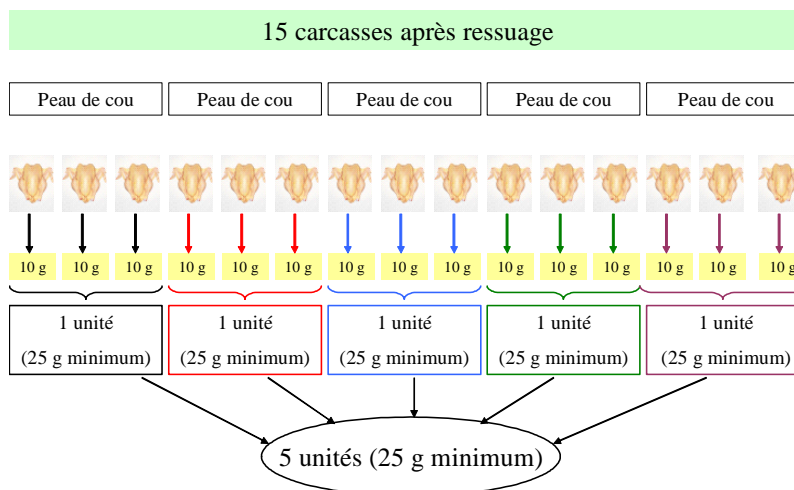 15 carcasses après ressuage
Peau de cou Peau de cou Peau de cou Peau de cou Peau de cou
10 g 10 g 10 g 10 g 10 g 10 g 10 g 10 g 10 g 10 g 10 g 10 g 10 g 10 g 10 g
1 unité 1 unité 1 unité 1 unité 1 unité
(25 g minimum) (25 g minimum) (25 g minimum) (25 g minimum) (25 g minimum)
5 unités (25 g minimum)